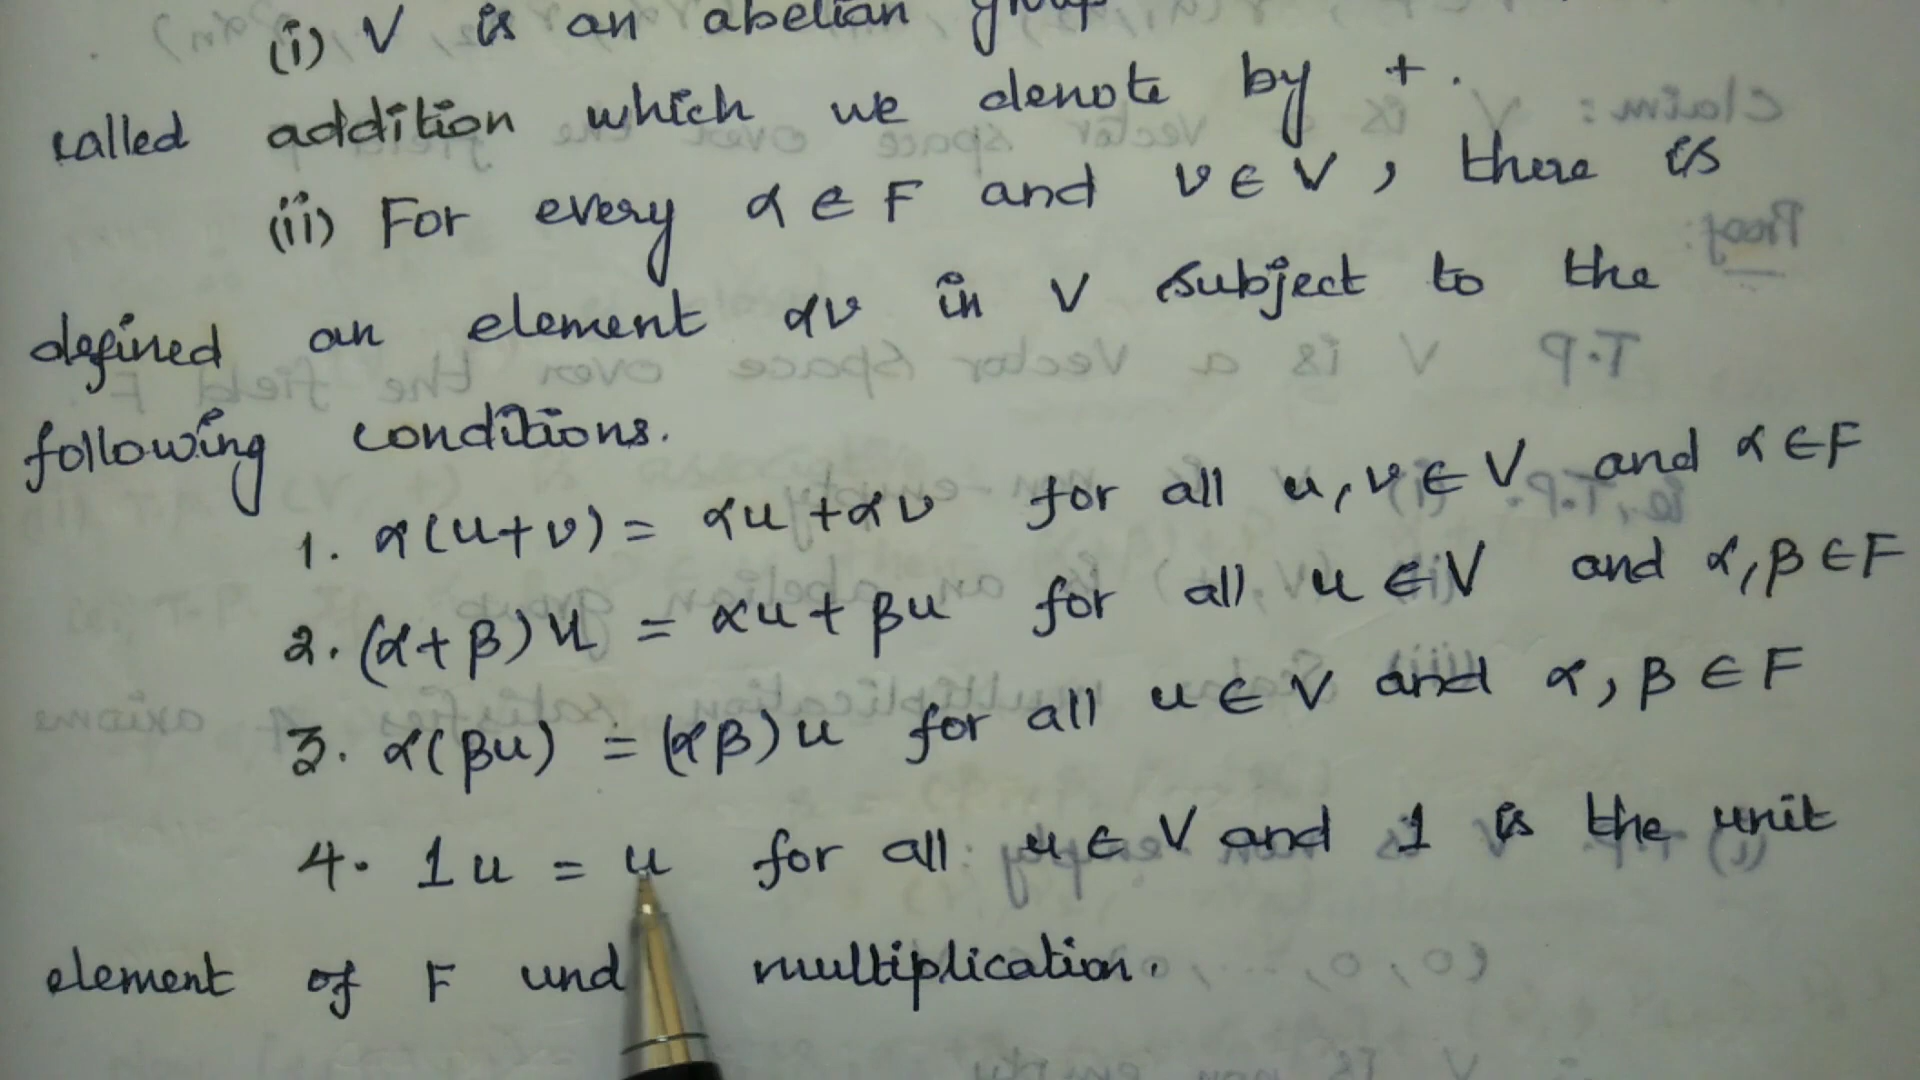 (i) V is an abelian group
called addition which we denote by +.
(ii) For every α ∈ F and v ∈ V, there is
defined an element αv in V subject to the
following conditions.
1. α(u+v) = αu + αv for all u, v ∈ V and α ∈ F
2. (α+β)u = αu + βu for all u ∈ V and α, β ∈ F
3. α(βu) = (αβ)u for all u ∈ V and α, β ∈ F
4. 1u = u for all u ∈ V and 1 is the unit
element of F und multiplication.